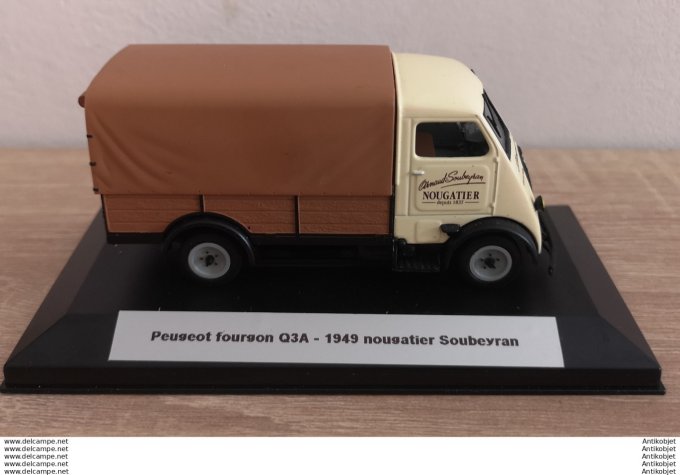 Arnaud Soubeyran
NOUGATIER
depuis 1837
Peugeot fourgon Q3A - 1949 nougatier Soubeyran
www.delcampe.net
Antikobjet
www.delcampe.net
Antikobjet
www.delcampe.net
Antikobjet
www.delcampe.net
Antikobjet
www.delcampe.net
Antikobjet